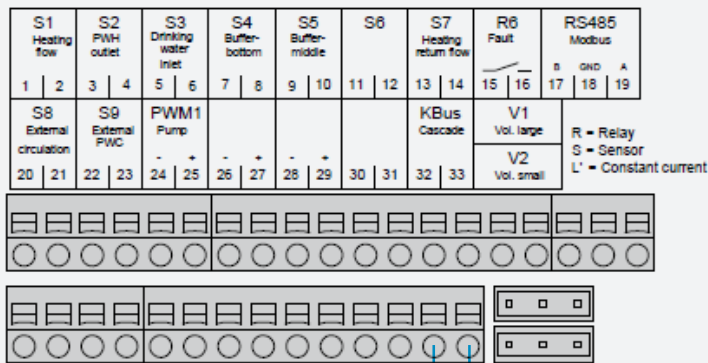 S1 S2 S3 S4 S5 S6 S7 R6 RS485
Heating flow PWH outlet Drinking water inlet Buffer-bottom Buffer-middle Heating return flow Fault Modbus
B GND A
1 2 3 4 5 6 7 8 9 10 11 12 13 14 15 16 17 18 19
S8 S9 PWM1 KBus V1
External circulation External PWC Pump Cascade Vol. large
V2
Vol. small
- + - + - +
20 21 22 23 24 25 26 27 28 29 30 31 32 33
R = Relay
S = Sensor
L' = Constant current